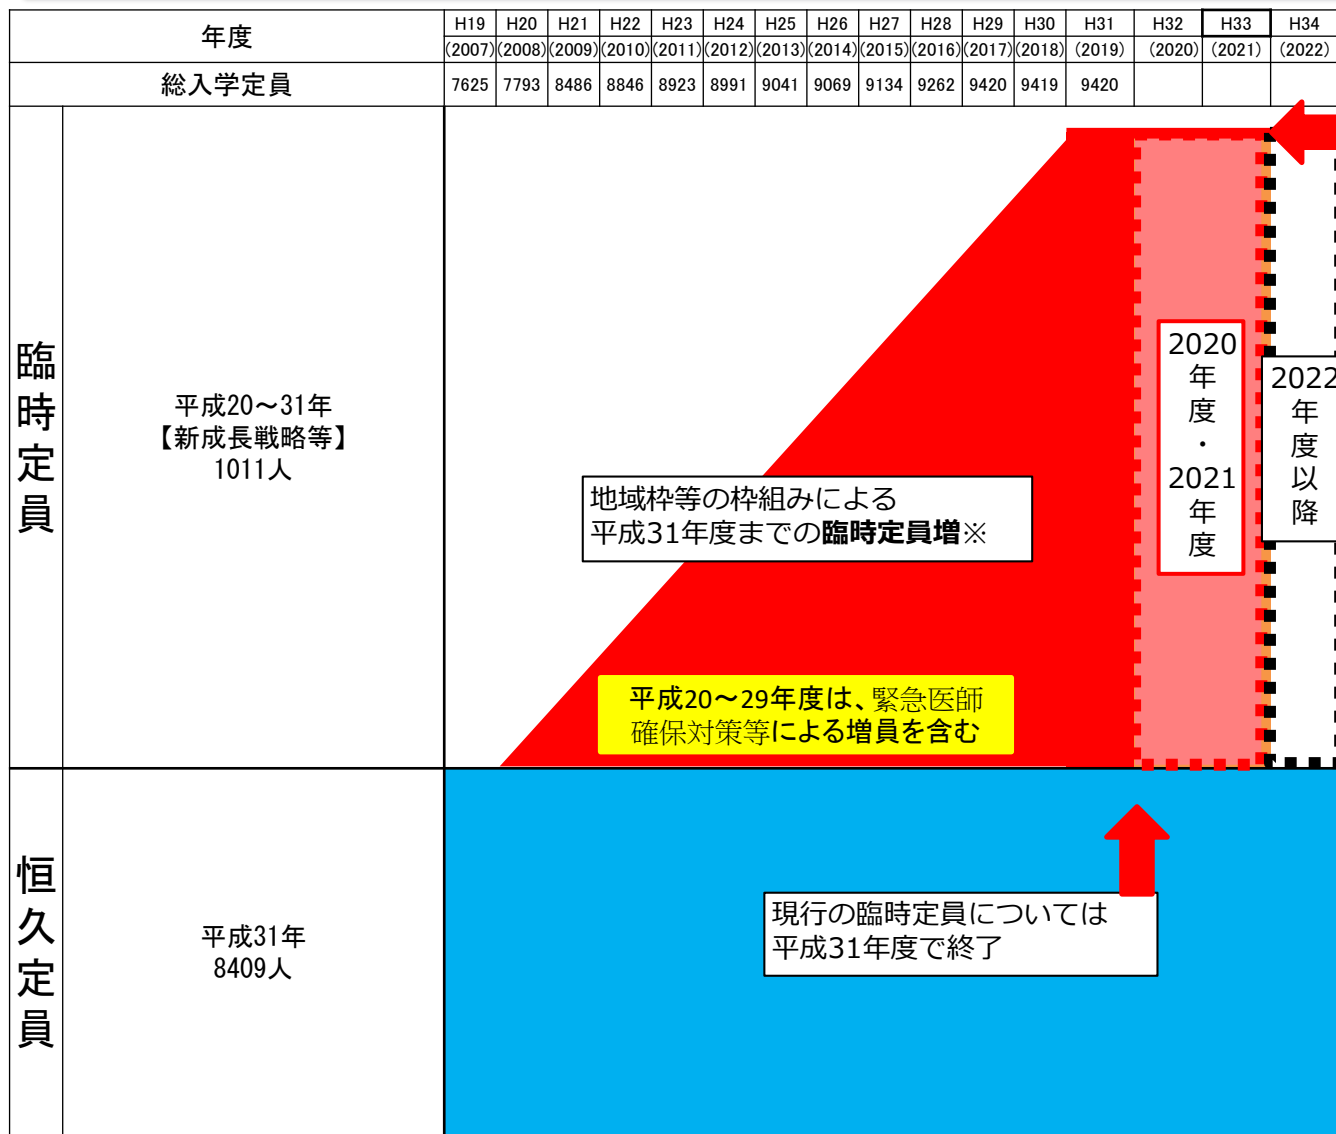 年度
H19 H20 H21 H22 H23 H24 H25 H26 H27 H28 H29 H30 H31 H32 H33 H34
(2007) (2008) (2009) (2010) (2011) (2012) (2013) (2014) (2015) (2016) (2017) (2018) (2019) (2020) (2021) (2022)
総入学定員
7625 7793 8486 8846 8923 8991 9041 9069 9134 9262 9420 9419 9420
臨時定員
平成20～31年
【新成長戦略等】
1011人
地域枠等の枠組みによる
平成31年度までの臨時定員増※
平成20～29年度は、緊急医師
確保対策等による増員を含む
2020
年
度
・
2021
年
度
2022
年
度
以
降
恒久定員
平成31年
8409人
現行の臨時定員については
平成31年度で終了